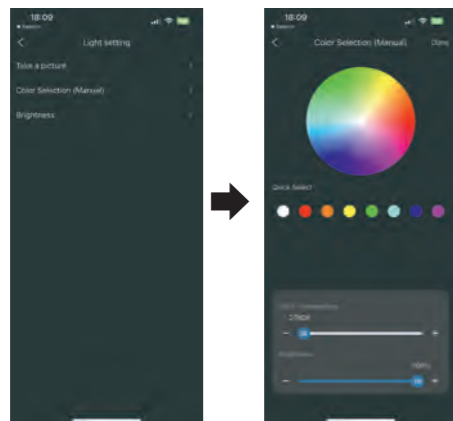 18:09
Light setting
Take a picture
Color Selection (Manual)
Brightness
18:09
Color Selection (Manual)
Done
Quick Select
2700K
100%